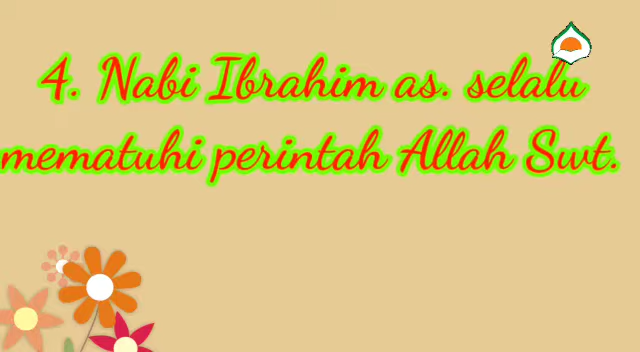 4. Nabi Ibrahim as. selalu
mematuhi perintah Allah Swt.